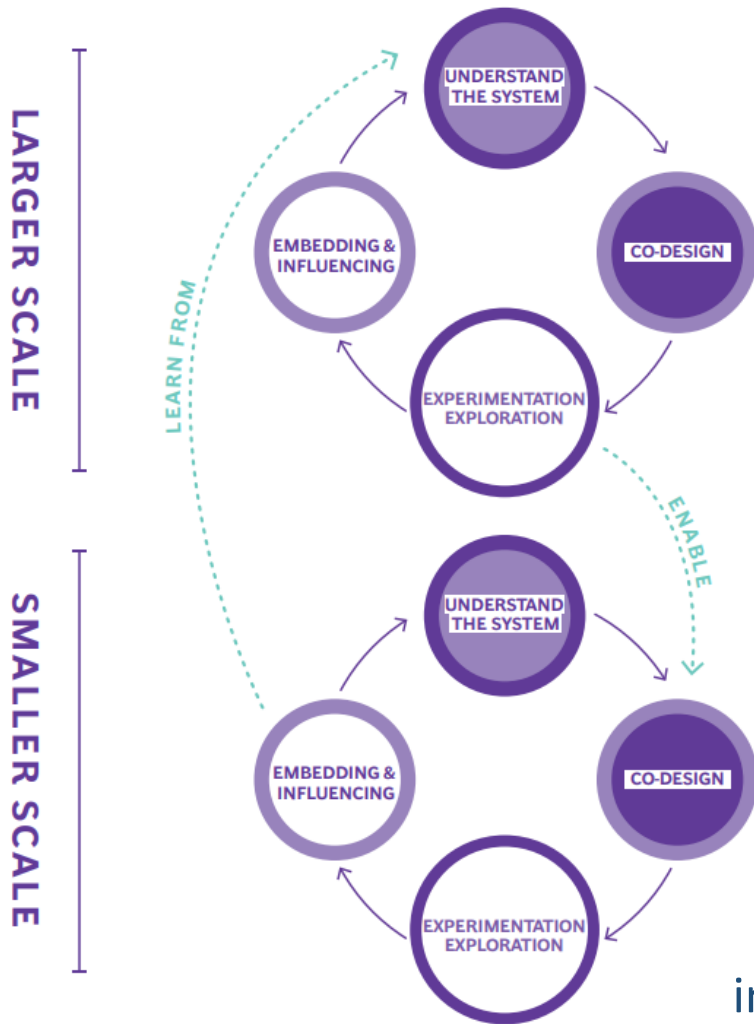 LARGER SCALE
UNDERSTAND
THE SYSTEM
EMBEDDING &
INFLUENCING
CO-DESIGN
LEARN FROM
EXPERIMENTATION
EXPLORATION
ENABLE
SMALLER SCALE
UNDERSTAND
THE SYSTEM
EMBEDDING &
INFLUENCING
CO-DESIGN
EXPERIMENTATION
EXPLORATION